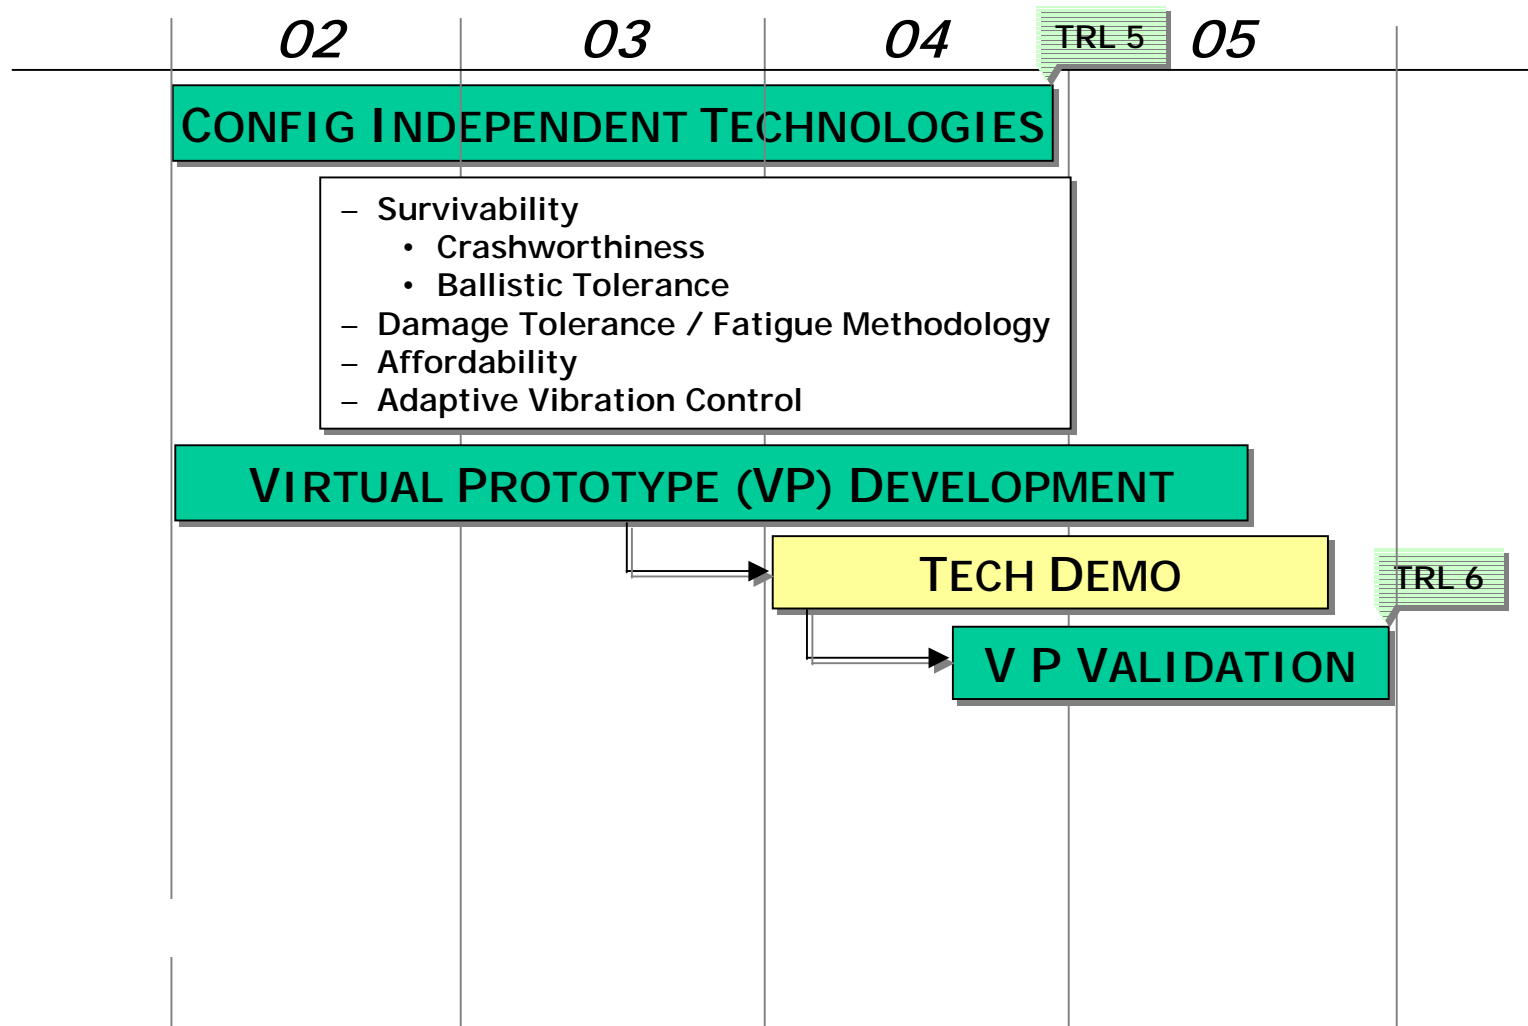 02 03 04 TRL 5 05
CONFIG INDEPENDENT TECHNOLOGIES
– Survivability
• Crashworthiness
• Ballistic Tolerance
– Damage Tolerance / Fatigue Methodology
– Affordability
– Adaptive Vibration Control
VIRTUAL PROTOTYPE (VP) DEVELOPMENT
TECH DEMO
TRL 6
V P VALIDATION